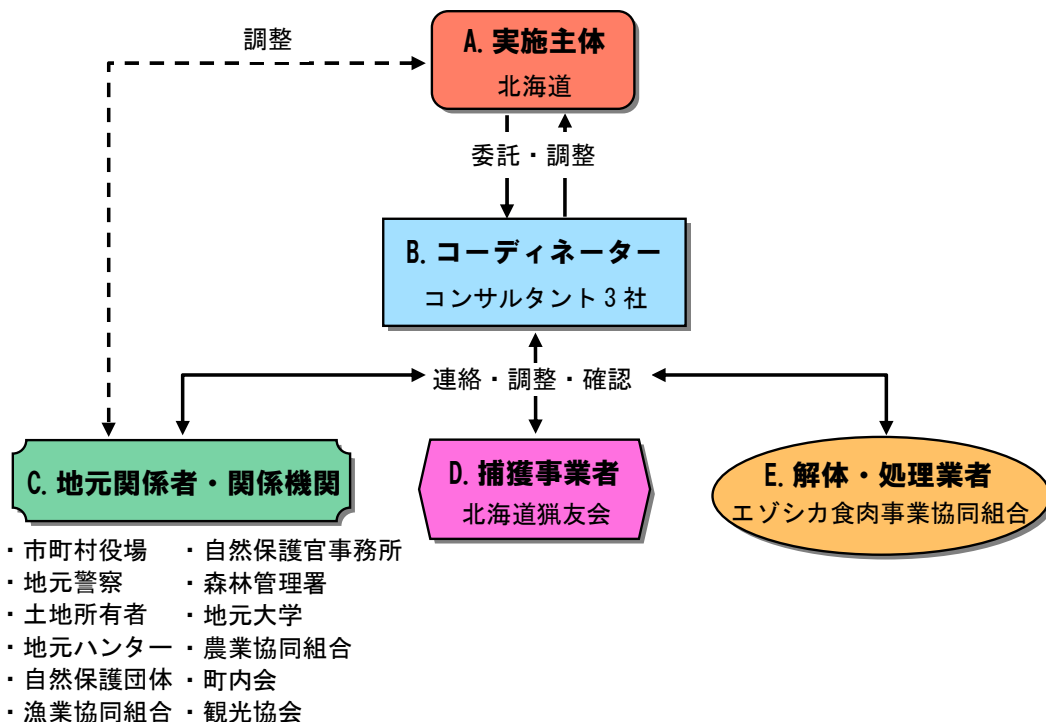 調整
A. 実施主体
北海道
委託・調整
B. コーディネーター
コンサルタント3社
連絡・調整・確認
C. 地元関係者・関係機関
D. 捕獲事業者
北海道猟友会
E. 解体・処理業者
エゾシカ食肉事業協同組合
・市町村役場 ・自然保護官事務所
・地元警察 ・森林管理署
・土地所有者 ・地元大学
・地元ハンター ・農業協同組合
・自然保護団体 ・町内会
・漁業協同組合 ・観光協会